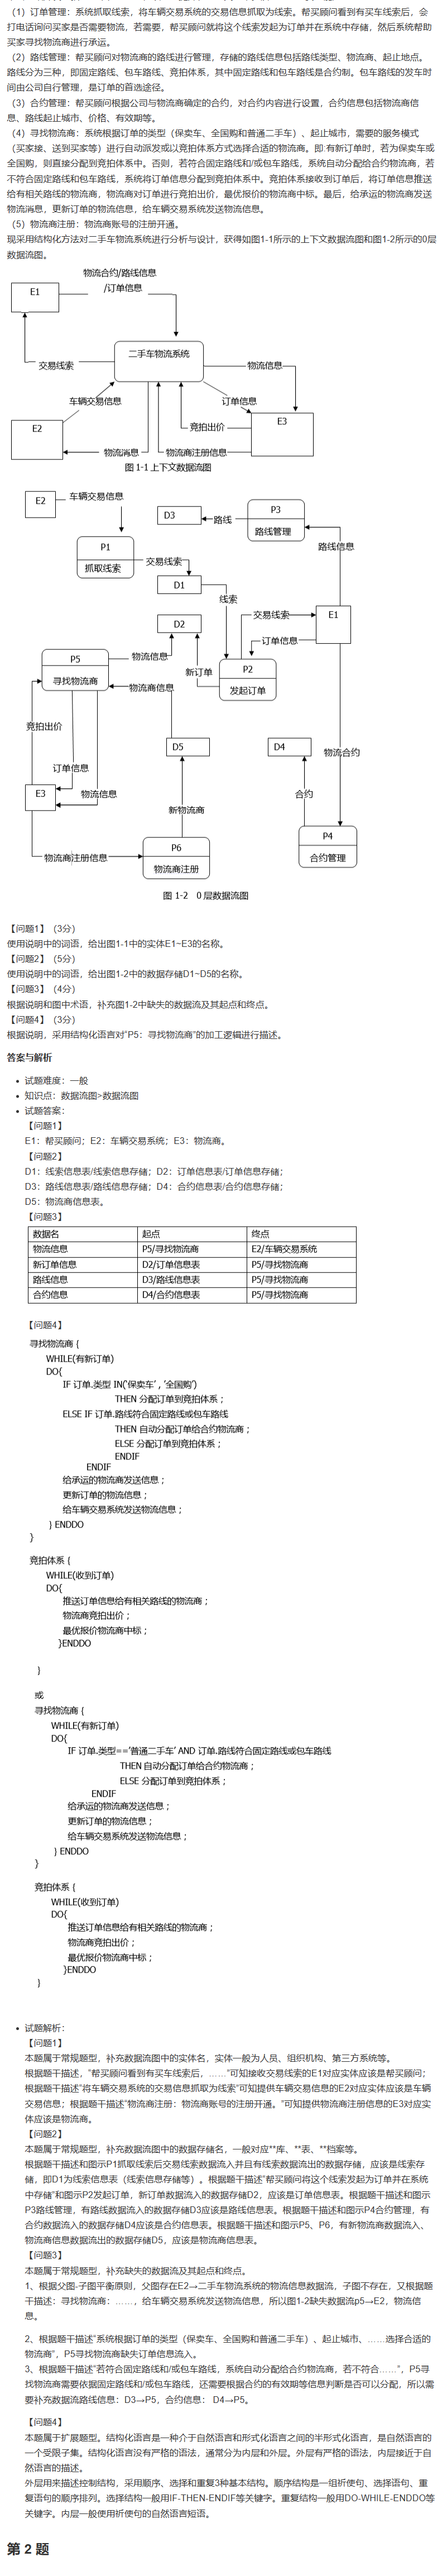 （1）订单管理：系统抓取线索，将车辆交易系统的交易信息抓取为线索。帮买顾问看到有买车线索后，会
打电话询问买家是否需要物流，若需要，帮买顾问就将这个线索发起为订单并在系统中存储，然后系统帮助
买家寻找物流商进行承运。
（2）路线管理：帮买顾问对物流商的路线进行管理，存储的路线信息包括路线类型、物流商、起止地点。
路线分为三种，即固定路线、包车路线、竞拍体系，其中固定路线和包车路线是合约制。包车路线的发车时
间由公司自行管理，是订单的首选途径。
（3）合约管理：帮买顾问根据公司与物流商确定的合约，对合约内容进行设置，合约信息包括物流商信
息、路线起止城市、价格、有效期等。
（4）寻找物流商：系统根据订单的类型（保卖车、全国购和普通二手车）、起止城市，需要的服务模式
（买家接、送到买家等）进行自动派发或以竞拍体系方式选择合适的物流商。即:有新订单时，若为保卖车或
全国购，则直接分配到竞拍体系中。否则，若符合固定路线和/或包车路线，系统自动分配给合约物流商，若
不符合固定路线和包车路线，系统将订单信息分配到竞拍体系中。竞拍体系接收到订单后，将订单信息推送
给有相关路线的物流商，物流商对订单进行竞拍出价，最优报价的物流商中标。最后，给承运的物流商发送
物流消息，更新订单的物流信息，给车辆交易系统发送物流信息。
（5）物流商注册：物流商账号的注册开通。
现采用结构化方法对二手车物流系统进行分析与设计，获得如图1-1所示的上下文数据流图和图1-2所示的0层
数据流图。
物流合约/路线信息
/订单信息
E1
二手车物流系统
交易线索
物流信息
车辆交易信息
订单信息
E2
竞拍出价
E3
物流消息
物流商注册信息
图 1-1 上下文数据流图
E2
车辆交易信息
D3
路线
P3
路线管理
P1
抓取线索
路线信息
交易线索
D1
线索
D2
交易线索
E1
订单信息
P5
寻找物流商
物流信息
新订单
P2
发起订单
物流商信息
竞拍出价
D5
D4
物流合约
订单信息
物流信息
E3
合约
新物流商
P4
合约管理
物流商注册信息
P6
物流商注册
图 1-2 0 层数据流图
【问题1】（3分）
使用说明中的词语，给出图1-1中的实体E1~E3的名称。
【问题2】（5分）
使用说明中的词语，给出图1-2中的数据存储D1~D5的名称。
【问题3】（4分）
根据说明和图中术语，补充图1-2中缺失的数据流及其起点和终点。
【问题4】（3分）
根据说明，采用结构化语言对“P5：寻找物流商”的加工逻辑进行描述。
答案与解析
• 试题难度：一般
• 知识点：数据流图>数据流图
• 试题答案：
【问题1】
E1：帮买顾问；E2：车辆交易系统；E3：物流商。
【问题2】
D1：线索信息表/线索信息存储；D2：订单信息表/订单信息存储；
D3：路线信息表/路线信息存储；D4：合约信息表/合约信息存储；
D5：物流商信息表。
【问题3】
数据名 起点 终点
物流信息 P5/寻找物流商 E2/车辆交易系统
新订单信息 D2/订单信息表 P5/寻找物流商
路线信息 D3/路线信息表 P5/寻找物流商
合约信息 D4/合约信息表 P5/寻找物流商
【问题4】
寻找物流商 {
WHILE(有新订单)
DO{
IF 订单.类型 IN('保卖车'，'全国购')
THEN 分配订单到竞拍体系；
ELSE IF 订单.路线符合固定路线或包车路线
THEN 自动分配订单给合约物流商；
ELSE 分配订单到竞拍体系；
ENDIF
ENDIF
给承运的物流商发送信息；
更新订单的物流信息；
给车辆交易系统发送物流信息；
} ENDDO
}
竞拍体系 {
WHILE(收到订单)
DO{
推送订单信息给有相关路线的物流商；
物流商竞拍出价；
最优报价物流商中标；
}ENDDO
}
或
寻找物流商 {
WHILE(有新订单)
DO{
IF 订单.类型=='普通二手车' AND 订单.路线符合固定路线或包车路线
THEN 自动分配订单给合约物流商；
ELSE 分配订单到竞拍体系；
ENDIF
给承运的物流商发送信息；
更新订单的物流信息；
给车辆交易系统发送物流信息；
} ENDDO
}
竞拍体系 {
WHILE(收到订单)
DO{
推送订单信息给有相关路线的物流商；
物流商竞拍出价；
最优报价物流商中标；
}ENDDO
}
• 试题解析：
【问题1】
本题属于常规题型，补充数据流图中的实体名，实体一般为人员、组织机构、第三方系统等。
根据题干描述，“帮买顾问看到有买车线索后，……”可知接收交易线索的E1对应实体应该是帮买顾问；
根据题干描述“将车辆交易系统的交易信息抓取为线索”可知提供车辆交易信息的E2对应实体应该是车辆
交易信息；根据题干描述“物流商注册：物流商账号的注册开通。”可知提供物流商注册信息的E3对应实
体应该是物流商。
【问题2】
本题属于常规题型，补充数据流图中的数据存储名，一般对应**库、**表、**档案等。
根据题干描述和图示P1抓取线索后交易线索数据流入并且有线索数据流出的数据存储，应该是线索存
储，即D1为线索信息表（线索信息存储等）。根据题干描述“帮买顾问将这个线索发起为订单并在系统
中存储”和图示P2发起订单，新订单数据流入的数据存储D2，应该是订单信息表。根据题干描述和图示
P3路线管理，有路线数据流入的数据存储D3应该是路线信息表。根据题干描述和图示P4合约管理，有
合约数据流入的数据存储D4应该是合约信息表。根据题干描述和图示P5、P6，有新物流商数据流入、
物流商信息数据流出的数据存储D5，应该是物流商信息表。
【问题3】
本题属于常规题型，补充缺失的数据流及其起点和终点。
1、根据父图-子图平衡原则，父图存在E2→二手车物流系统的物流信息数据流，子图不存在，又根据题
干描述：寻找物流商：……，给车辆交易系统发送物流信息，所以图1-2缺失数据流p5→E2，物流信
息。
2、根据题干描述“系统根据订单的类型（保卖车、全国购和普通二手车）、起止城市、……选择合适的
物流商”，P5寻找物流商缺失订单信息流入。
3、根据题干描述“若符合固定路线和/或包车路线，系统自动分配给合约物流商，若不符合……”，P5寻
找物流商需要依据固定路线和/或包车路线，还需要根据合约的有效期等信息判断是否可以分配，所以需
要补充数据流路线信息：D3→P5，合约信息： D4→P5。
【问题4】
本题属于扩展题型。结构化语言是一种介于自然语言和形式化语言之间的半形式化语言，是自然语言的
一个受限子集。结构化语言没有严格的语法，通常分为内层和外层。外层有严格的语法，内层接近于自
然语言的描述。
外层用来描述控制结构，采用顺序、选择和重复3种基本结构。顺序结构是一组祈使句、选择语句、重
复语句的顺序排列。选择结构一般用IF-THEN-ENDIF等关键字。重复结构一般用DO-WHILE-ENDDO等
关键字。内层一般使用祈使句的自然语言短语。
第 2 题